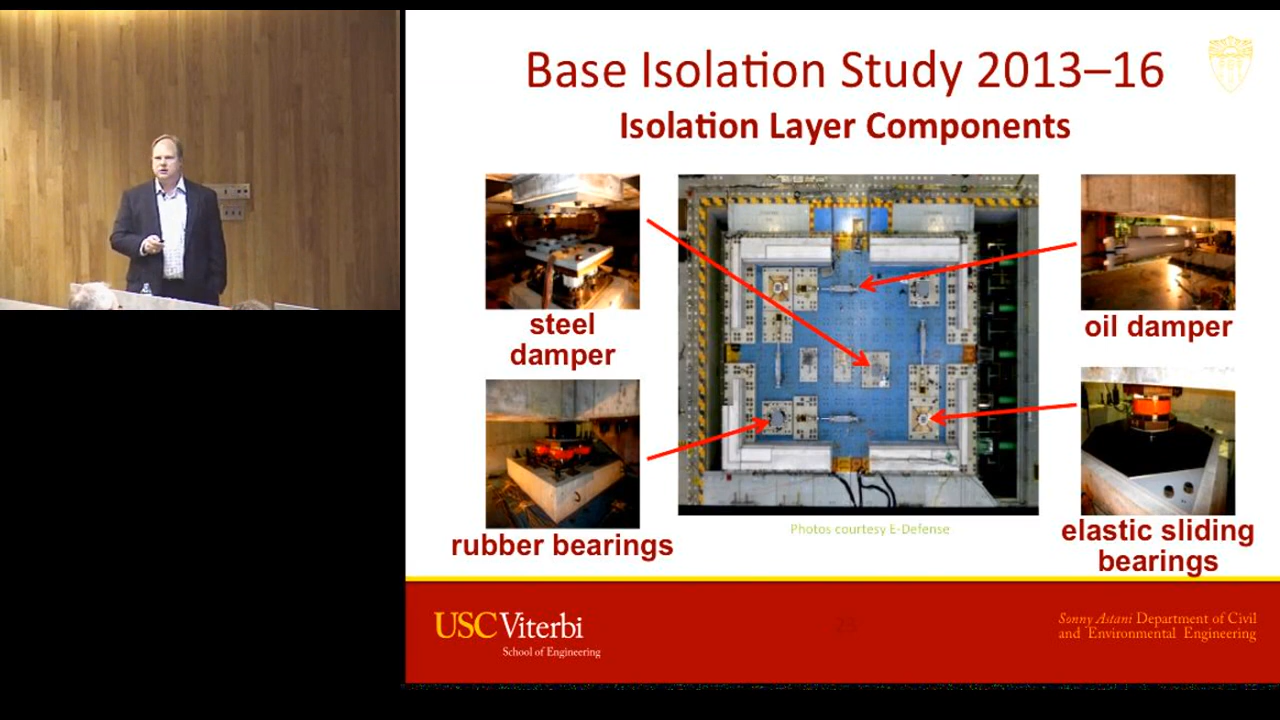 Base Isolation Study 2013–16
Isolation Layer Components
steel
damper
oil damper
rubber bearings
elastic sliding
bearings
Photos courtesy E-Defense
USC Viterbi
School of Engineering
23
Sonny Astani Department of Civil
and Environmental Engineering